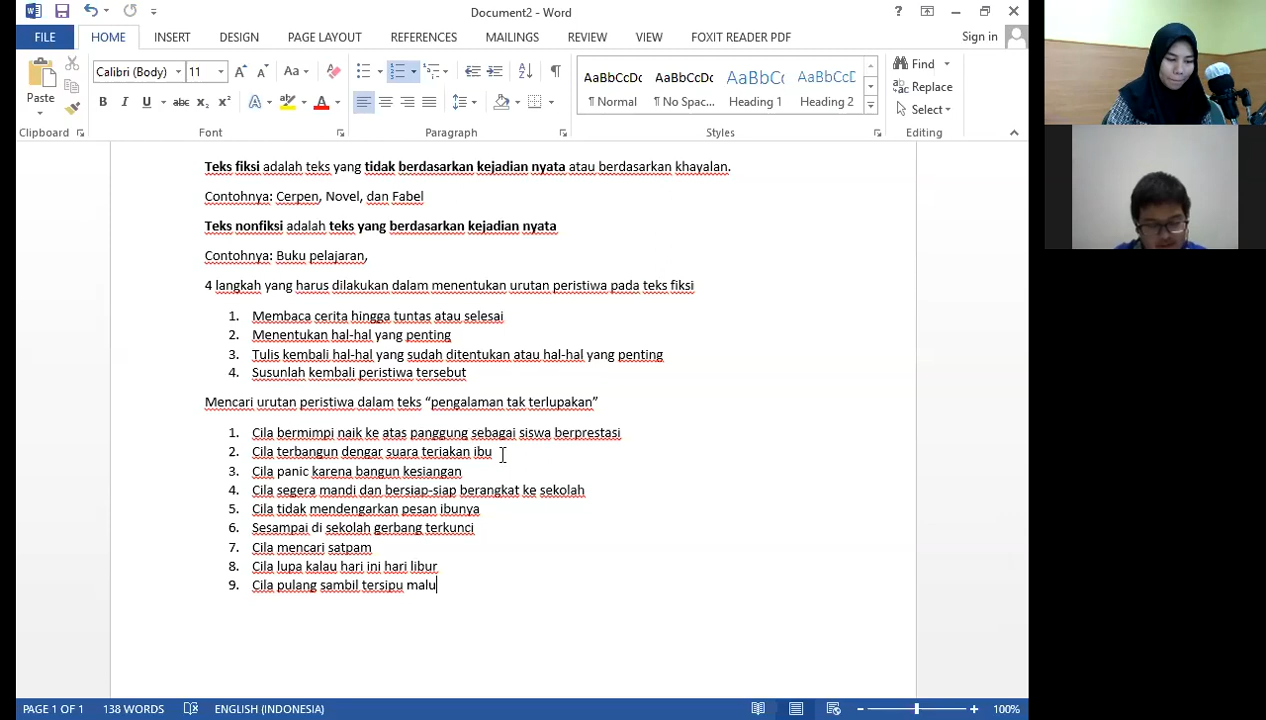 Document2 - Word
FILE HOME INSERT DESIGN PAGE LAYOUT REFERENCES MAILINGS REVIEW VIEW FOXIT READER PDF Sign in
Calibri (Body) 11 Aa
Paste
B I U abc X₂ X² A A
AaBbCcDc AaBbCcDc AaBbCc AaBbCcD
¶ Normal ¶ No Spac... Heading 1 Heading 2
Find
Replace
Select
Clipboard Font Paragraph Styles Editing
Teks fiksi adalah teks yang tidak berdasarkan kejadian nyata atau berdasarkan khayalan.
Contohnya: Cerpen, Novel, dan Fabel
Teks nonfiksi adalah teks yang berdasarkan kejadian nyata
Contohnya: Buku pelajaran,
4 langkah yang harus dilakukan dalam menentukan urutan peristiwa pada teks fiksi
1. Membaca cerita hingga tuntas atau selesai
2. Menentukan hal-hal yang penting
3. Tulis kembali hal-hal yang sudah ditentukan atau hal-hal yang penting
4. Susunlah kembali peristiwa tersebut
Mencari urutan peristiwa dalam teks “pengalaman tak terlupakan”
1. Cila bermimpi naik ke atas panggung sebagai siswa berprestasi
2. Cila terbangun dengar suara teriakan ibu
3. Cila panic karena bangun kesiangan
4. Cila segera mandi dan bersiap-siap berangkat ke sekolah
5. Cila tidak mendengarkan pesan ibunya
6. Sesampai di sekolah gerbang terkunci
7. Cila mencari satpam
8. Cila lupa kalau hari ini hari libur
9. Cila pulang sambil tersipu malu
PAGE 1 OF 1 138 WORDS ENGLISH (INDONESIA) 100%